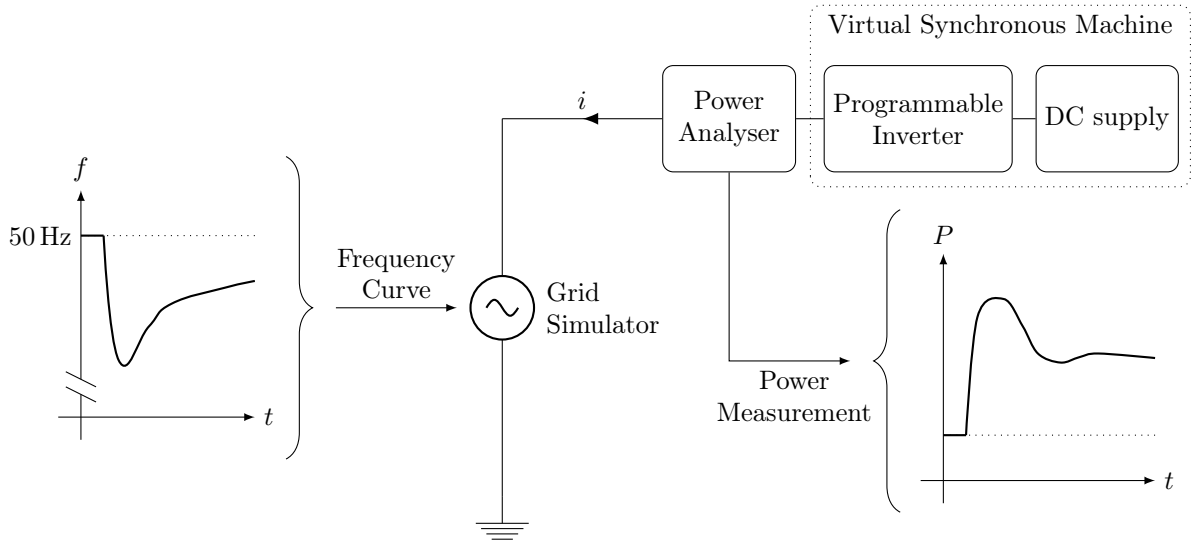 Virtual Synchronous Machine
i
Power
Analyser
Programmable
Inverter
DC supply
f
50 Hz
t
Frequency
Curve
Grid
Simulator
Power
Measurement
P
t